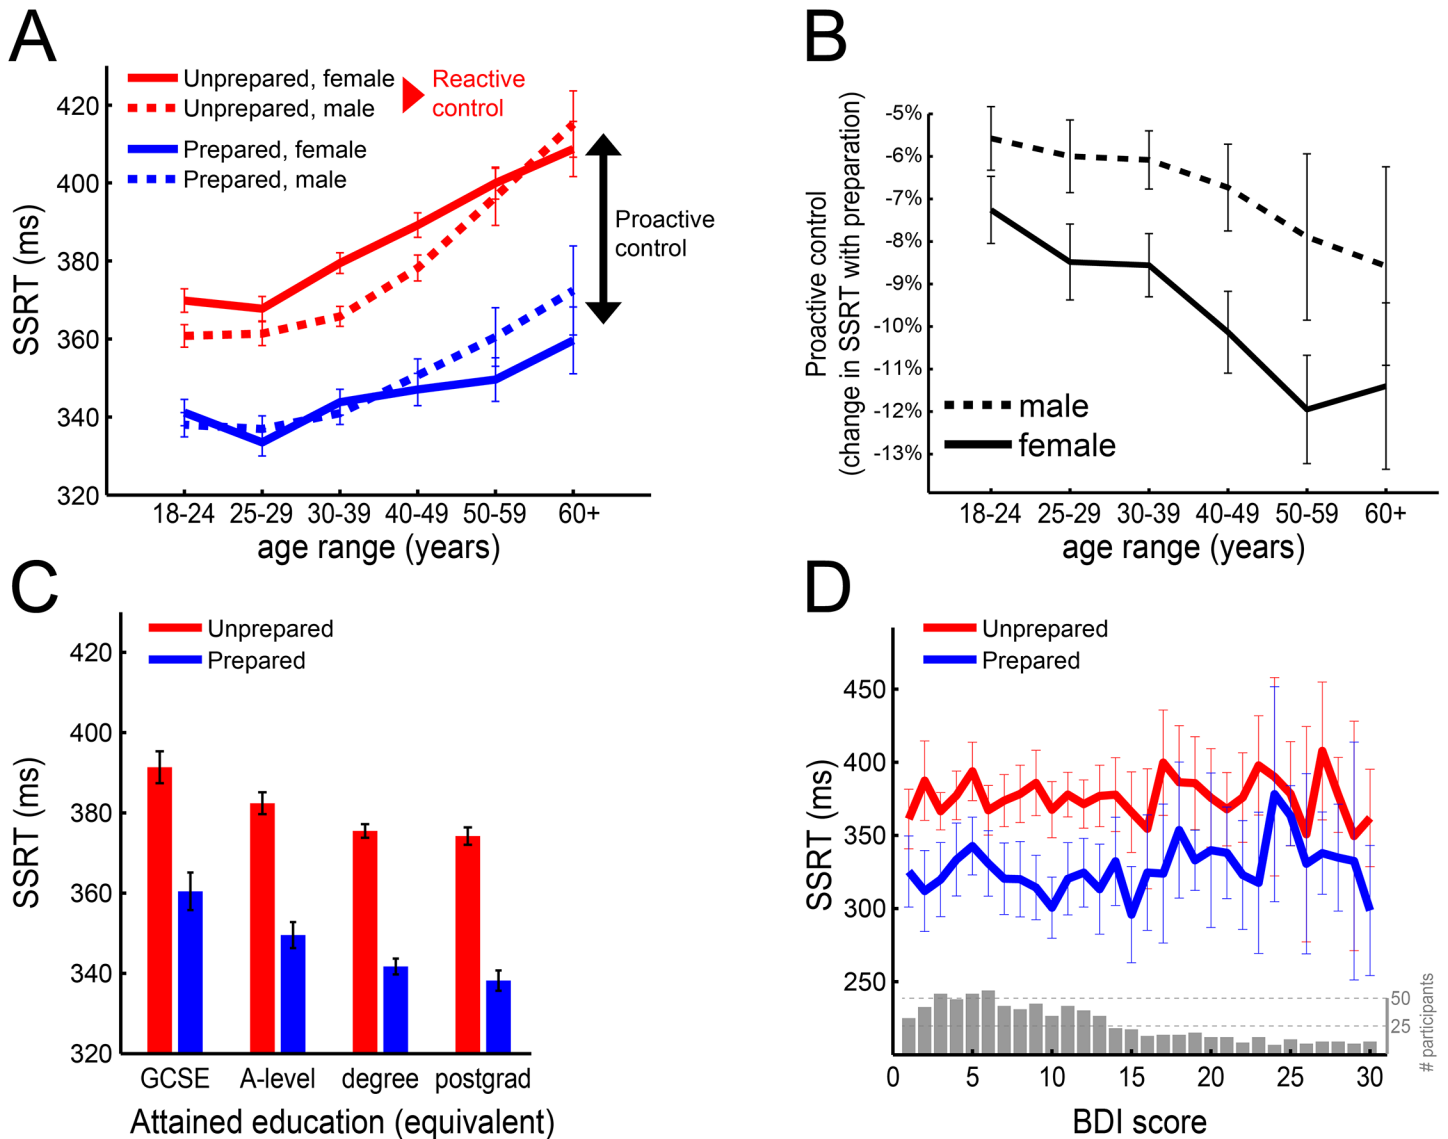 A
Unprepared, female
Unprepared, male
Reactive
control
Prepared, female
Prepared, male
Proactive
control
420
400
380
360
340
320
SSRT (ms)
18-24 25-29 30-39 40-49 50-59 60+
age range (years)
B
-5%
-6%
-7%
-8%
-9%
-10%
-11%
-12%
-13%
Proactive control
(change in SSRT with preparation)
male
female
18-24 25-29 30-39 40-49 50-59 60+
age range (years)
C
Unprepared
Prepared
420
400
380
360
340
320
SSRT (ms)
GCSE A-level degree postgrad
Attained education (equivalent)
D
Unprepared
Prepared
450
400
350
300
250
SSRT (ms)
50
25
# participants
0 5 10 15 20 25 30
BDI score